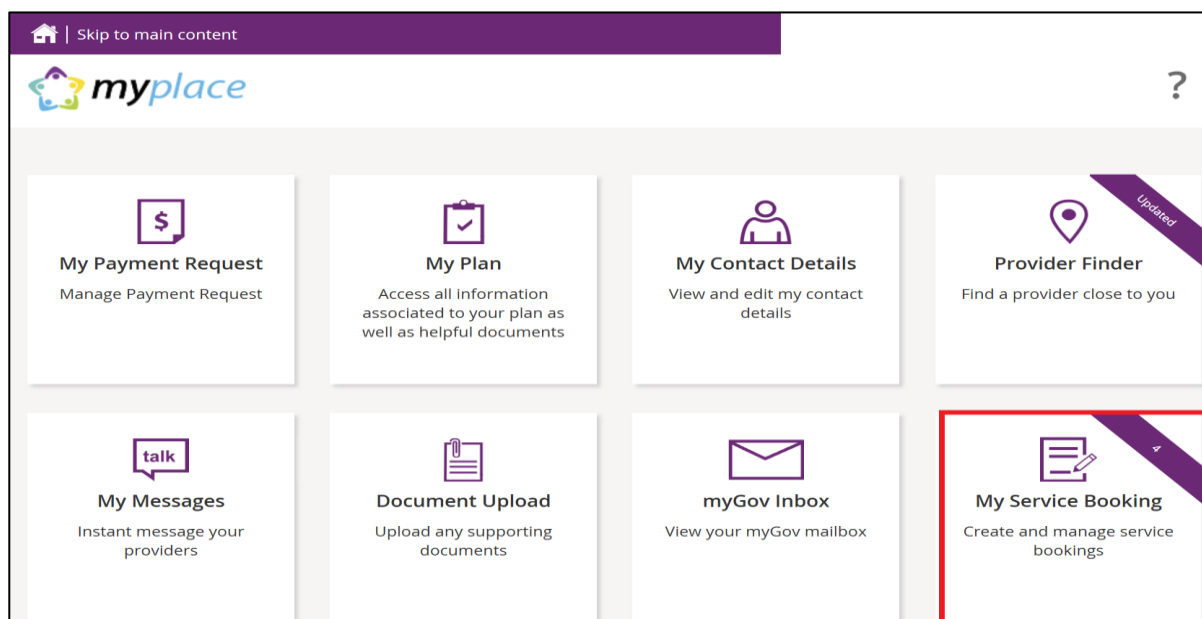 | Skip to main content
myplace
?
$
My Payment Request
Manage Payment Request
My Plan
Access all information
associated to your plan as
well as helpful documents
My Contact Details
View and edit my contact
details
Updated
Provider Finder
Find a provider close to you
talk
My Messages
Instant message your
providers
Document Upload
Upload any supporting
documents
myGov Inbox
View your myGov mailbox
4
My Service Booking
Create and manage service
bookings